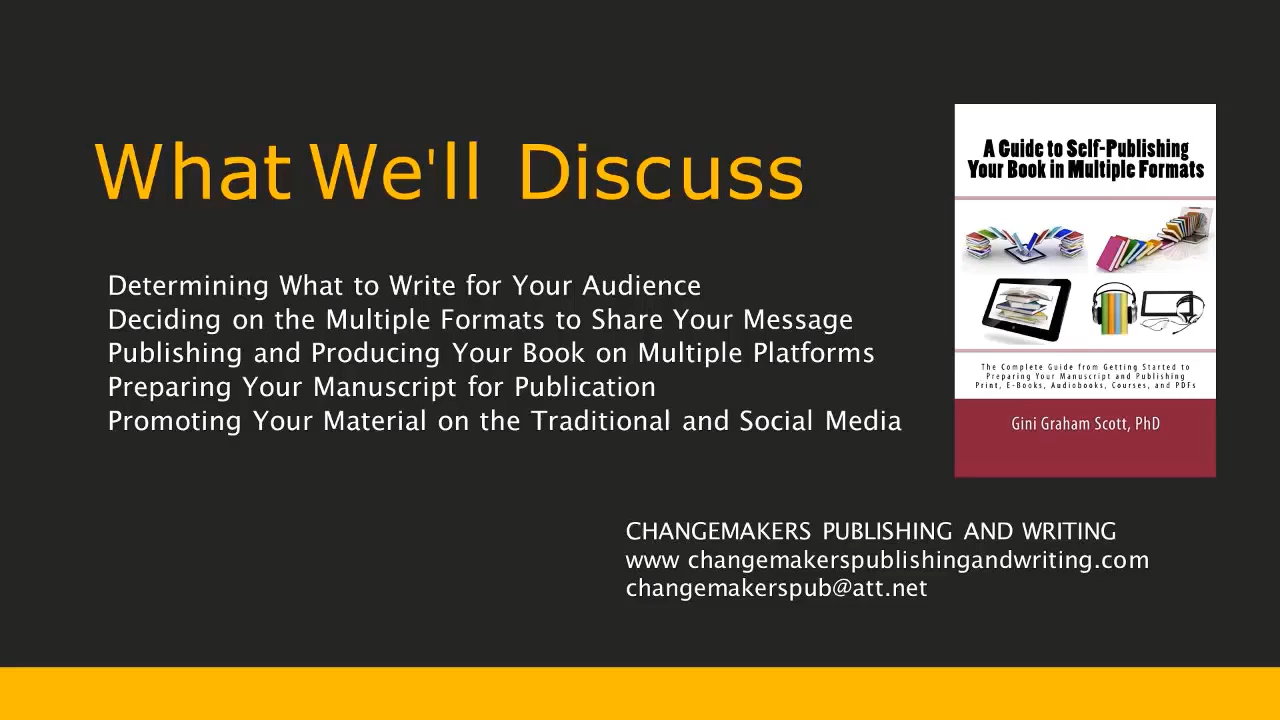 What We'll Discuss
Determining What to Write for Your Audience
Deciding on the Multiple Formats to Share Your Message
Publishing and Producing Your Book on Multiple Platforms
Preparing Your Manuscript for Publication
Promoting Your Material on the Traditional and Social Media
A Guide to Self-Publishing
Your Book in Multiple Formats
The Complete Guide from Getting Started to
Preparing Your Manuscript and Publishing
Print, E-Books, Audiobooks, Courses, and PDFs
Gini Graham Scott, PhD
CHANGEMAKERS PUBLISHING AND WRITING
www changemakerspublishingandwriting.com
changemakerspub@att.net